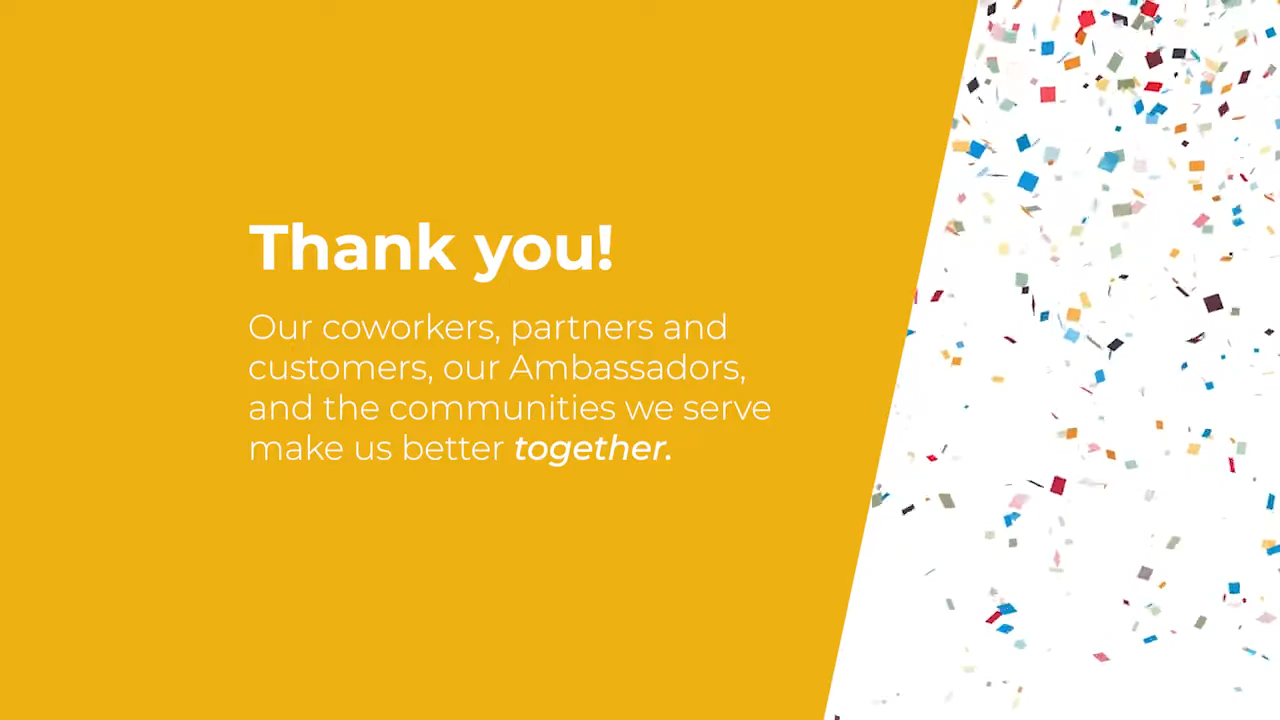 Thank you!
Our coworkers, partners and
customers, our Ambassadors,
and the communities we serve
make us better together.